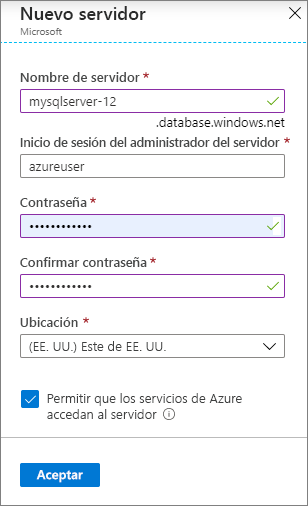 Nuevo servidor
Microsoft
Nombre de servidor *
mysqlserver-12
.database.windows.net
Inicio de sesión del administrador del servidor *
azureuser
Contraseña *
••••••••••••
Confirmar contraseña *
••••••••••••
Ubicación *
(EE. UU.) Este de EE. UU.
Permitir que los servicios de Azure
accedan al servidor
Aceptar